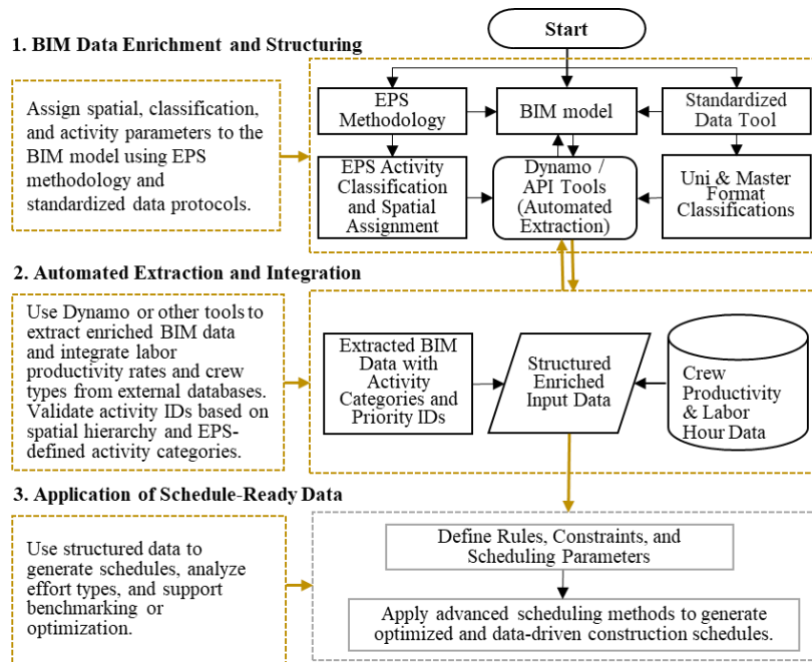 Start
1. BIM Data Enrichment and Structuring
Assign spatial, classification,
and activity parameters to the
BIM model using EPS
methodology and
standardized data protocols.
EPS
Methodology
BIM model
Standardized
Data Tool
EPS Activity
Classification
and Spatial
Assignment
Dynamo /
API Tools
(Automated
Extraction)
Uni & Master
Format
Classifications
2. Automated Extraction and Integration
Use Dynamo or other tools to
extract enriched BIM data
and integrate labor
productivity rates and crew
types from external databases.
Validate activity IDs based on
spatial hierarchy and EPS-
defined activity categories.
Extracted BIM
Data with
Activity
Categories and
Priority IDs
Structured
Enriched
Input Data
Crew
Productivity
& Labor
Hour Data
3. Application of Schedule-Ready Data
Use structured data to
generate schedules, analyze
effort types, and support
benchmarking or
optimization.
Define Rules, Constraints, and
Scheduling Parameters
Apply advanced scheduling methods to generate
optimized and data-driven construction schedules.